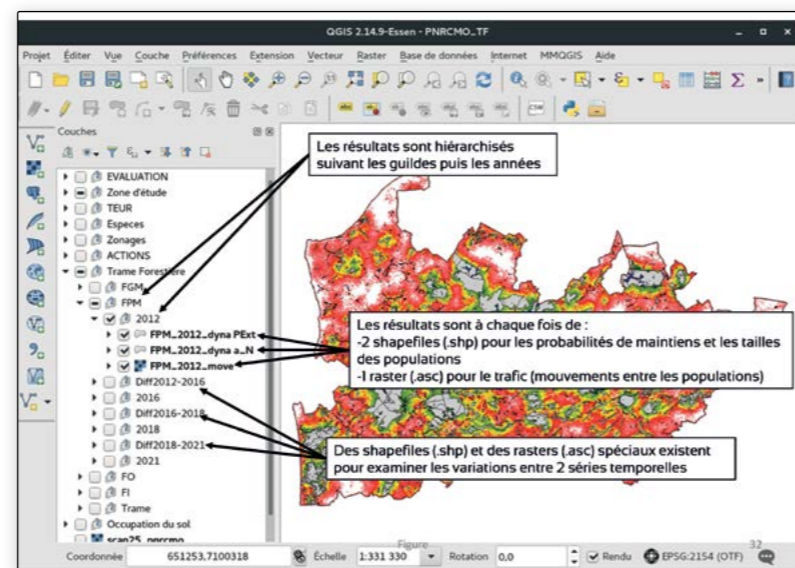 QGIS 2.14.9-Essen - PNRCMO_TF
Projet Éditer Vue Couche Préférences Extension Vecteur Raster Base de données Internet MMQGIS Aide
Couches
EVALUATION
Zone d'étude
TEUR
Especes
Zonages
ACTIONS
Trame Forestière
FGM
FPM
2012
FPM_2012_dyna PExt
FPM_2012_dyna a_N
FPM_2012_move
Diff2012-2016
2016
Diff2016-2018
2018
Diff2018-2021
2021
FO
FI
Trame
Occupation du sol
scan25_pnrcmo
Les résultats sont hiérarchisés
suivant les guildes puis les années
Les résultats sont à chaque fois de :
-2 shapefiles (.shp) pour les probabilités de maintiens et les tailles
des populations
-1 raster (.asc) pour le trafic (mouvements entre les populations)
Des shapefiles (.shp) et des rasters (.asc) spéciaux existent
pour examiner les variations entre 2 séries temporelles
Figure
32
Coordonnée 651253,7100318 Échelle 1:331 330 Rotation 0,0 Rendu EPSG:2154 (OTF)